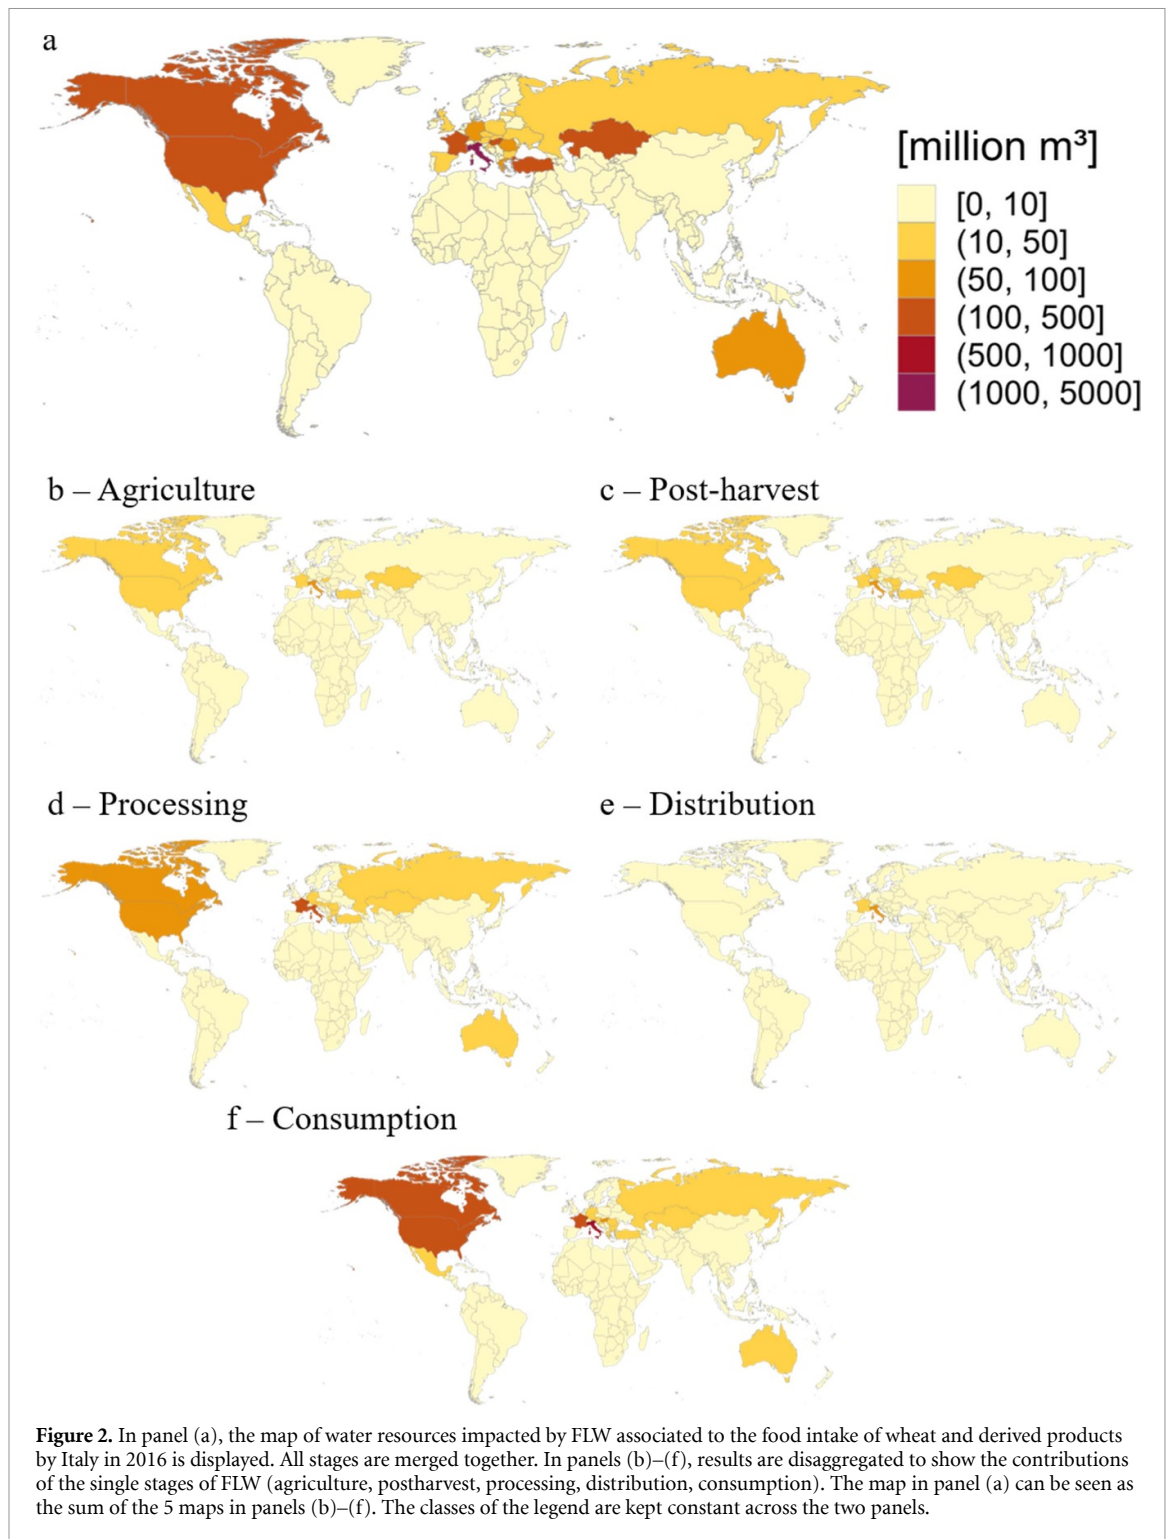 a
[million m³]
[0, 10]
(10, 50]
(50, 100]
(100, 500]
(500, 1000]
(1000, 5000]
b – Agriculture
c – Post-harvest
d – Processing
e – Distribution
f – Consumption
Figure 2. In panel (a), the map of water resources impacted by FLW associated to the food intake of wheat and derived products
by Italy in 2016 is displayed. All stages are merged together. In panels (b)–(f), results are disaggregated to show the contributions
of the single stages of FLW (agriculture, postharvest, processing, distribution, consumption). The map in panel (a) can be seen as
the sum of the 5 maps in panels (b)–(f). The classes of the legend are kept constant across the two panels.